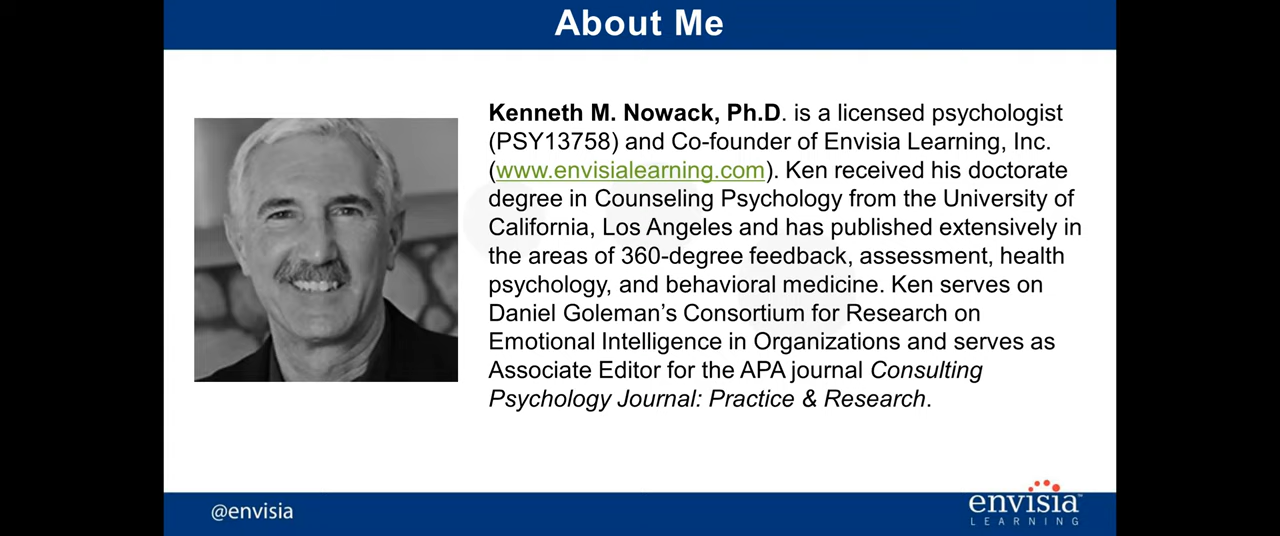 About Me
Kenneth M. Nowack, Ph.D. is a licensed psychologist
(PSY13758) and Co-founder of Envisia Learning, Inc.
(www.envisialearning.com). Ken received his doctorate
degree in Counseling Psychology from the University of
California, Los Angeles and has published extensively in
the areas of 360-degree feedback, assessment, health
psychology, and behavioral medicine. Ken serves on
Daniel Goleman’s Consortium for Research on
Emotional Intelligence in Organizations and serves as
Associate Editor for the APA journal Consulting
Psychology Journal: Practice & Research.
@envisia
envisia™
LEARNING